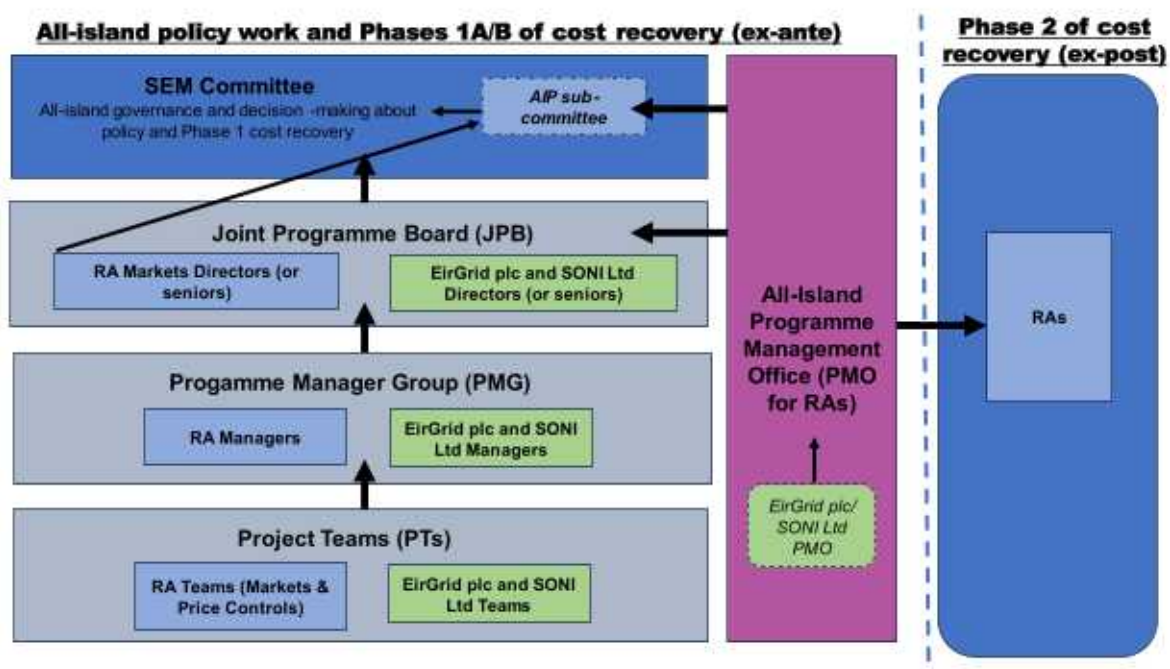 All-island policy work and Phases 1A/B of cost recovery (ex-ante)
Phase 2 of cost
recovery (ex-post)
SEM Committee
All-island governance and decision -making about
policy and Phase 1 cost recovery
AIP sub-
committee
Joint Programme Board (JPB)
RA Markets Directors (or
seniors)
EirGrid plc and SONI Ltd
Directors (or seniors)
Progamme Manager Group (PMG)
RA Managers
EirGrid plc and SONI
Ltd Managers
Project Teams (PTs)
RA Teams (Markets &
Price Controls)
EirGrid plc and SONI
Ltd Teams
All-Island
Programme
Management
Office (PMO
for RAs)
EirGrid plc/
SONI Ltd
PMO
RAs